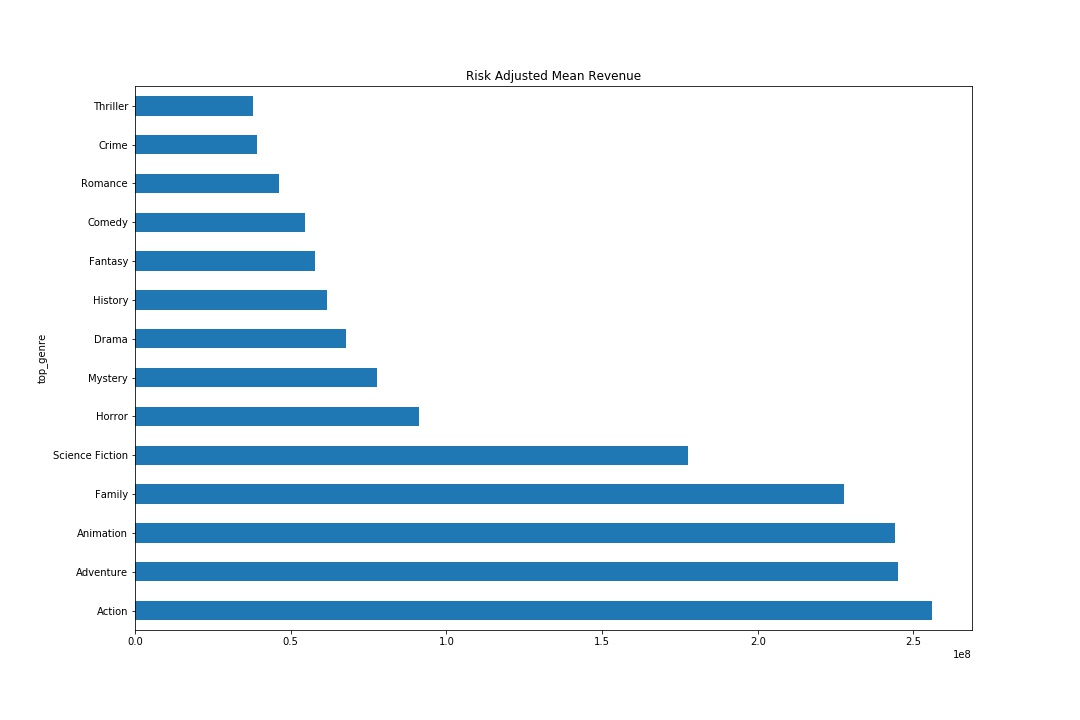 Risk Adjusted Mean Revenue
Thriller
Crime
Romance
Comedy
Fantasy
History
Drama
top_genre
Mystery
Horror
Science Fiction
Family
Animation
Adventure
Action
0.0 0.5 1.0 1.5 2.0 2.5
1e8